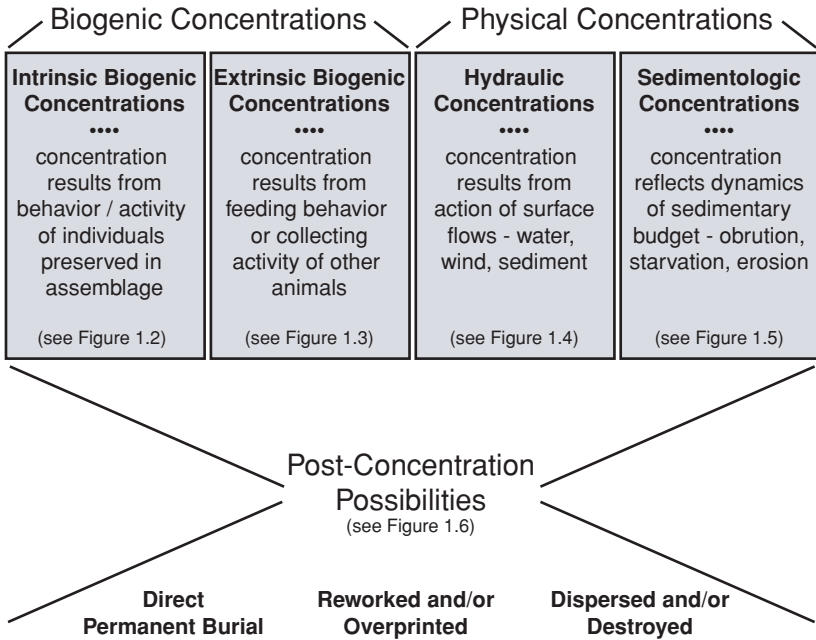 Biogenic Concentrations
Physical Concentrations
Intrinsic Biogenic
Concentrations
••••
concentration
results from
behavior / activity
of individuals
preserved in
assemblage
(see Figure 1.2)
Extrinsic Biogenic
Concentrations
••••
concentration
results from
feeding behavior
or collecting
activity of other
animals
(see Figure 1.3)
Hydraulic
Concentrations
••••
concentration
results from
action of surface
flows - water,
wind, sediment
(see Figure 1.4)
Sedimentologic
Concentrations
••••
concentration
reflects dynamics
of sedimentary
budget - obrution,
starvation, erosion
(see Figure 1.5)
Post-Concentration
Possibilities
(see Figure 1.6)
Direct
Permanent Burial
Reworked and/or
Overprinted
Dispersed and/or
Destroyed